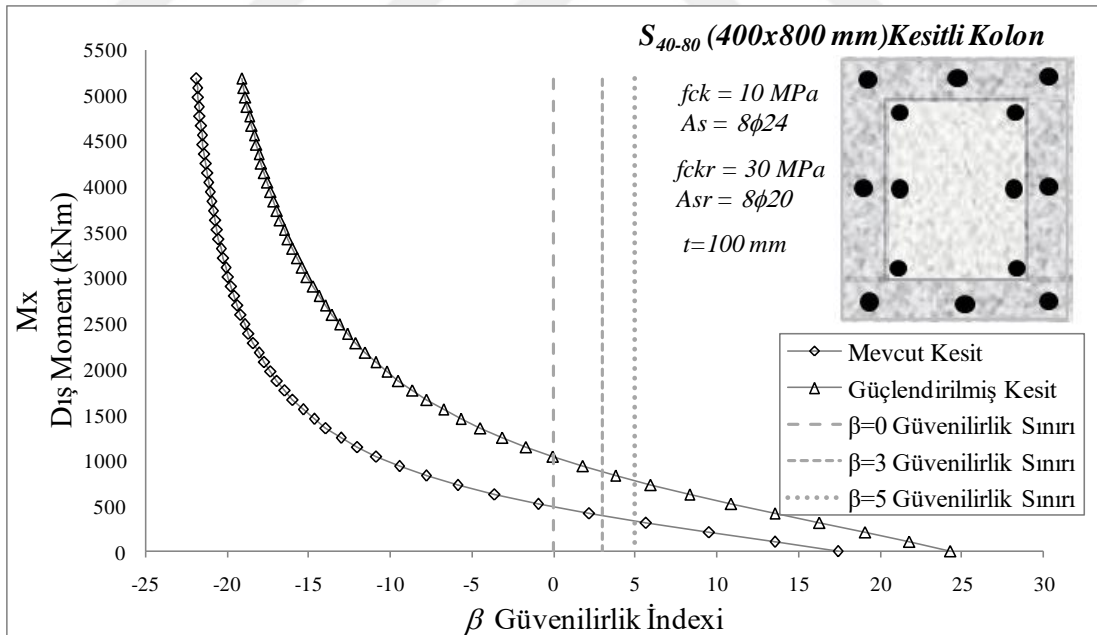 S40-80 (400x800 mm)Kesitli Kolon
fck = 10 MPa
As = 8ϕ24
fckr = 30 MPa
Asr = 8ϕ20
t=100 mm
Mx
Dış Moment (kNm)
5500
5000
4500
4000
3500
3000
2500
2000
1500
1000
500
0
-25 -20 -15 -10 -5 0 5 10 15 20 25 30
β Güvenilirlik İndexi
Mevcut Kesit
Güçlendirilmiş Kesit
β=0 Güvenilirlik Sınırı
β=3 Güvenilirlik Sınırı
β=5 Güvenilirlik Sınırı